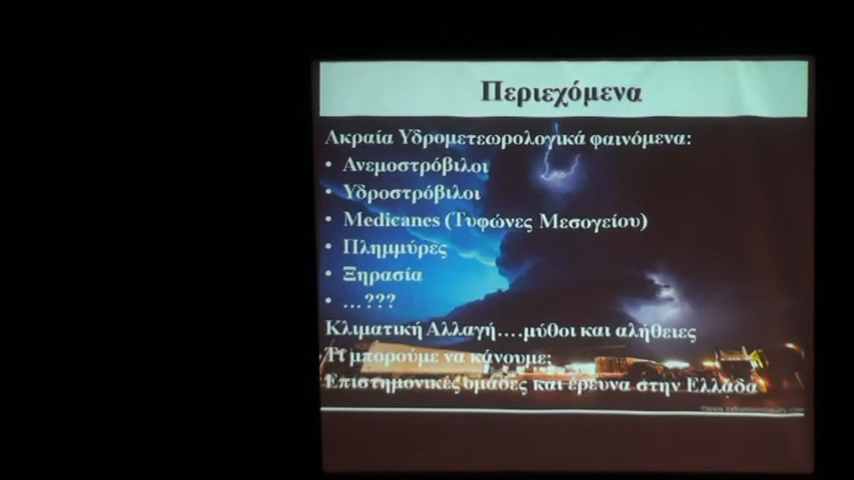 Περιεχόμενα
Ακραία Υδρομετεωρολογικά φαινόμενα:
• Ανεμοστρόβιλοι
• Υδροστρόβιλοι
• Medicanes (Τυφώνες Μεσογείου)
• Πλημμύρες
• Ξηρασία
• …???
Κλιματική Αλλαγή….μύθοι και αλήθειες
Τι μπορούμε να κάνουμε;
Επιστημονικές ομάδες και έρευνα στην Ελλάδα